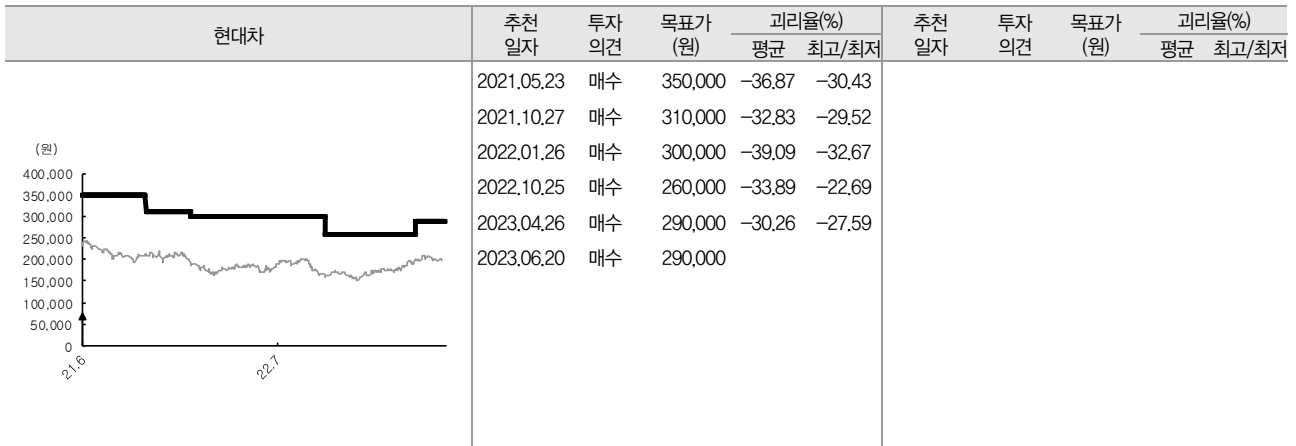 현대차
추천 일자 투자 의견 목표가 (원) 괴리율(%) 평균 최고/최저 추천 일자 투자 의견 목표가 (원) 괴리율(%) 평균 최고/최저
2021.05.23 매수 350,000 -36.87 -30.43
2021.10.27 매수 310,000 -32.83 -29.52
2022.01.26 매수 300,000 -39.09 -32.67
2022.10.25 매수 260,000 -33.89 -22.69
2023.04.26 매수 290,000 -30.26 -27.59
2023.06.20 매수 290,000
(원)
400,000
350,000
300,000
250,000
200,000
150,000
100,000
50,000
0
21.6 22.7